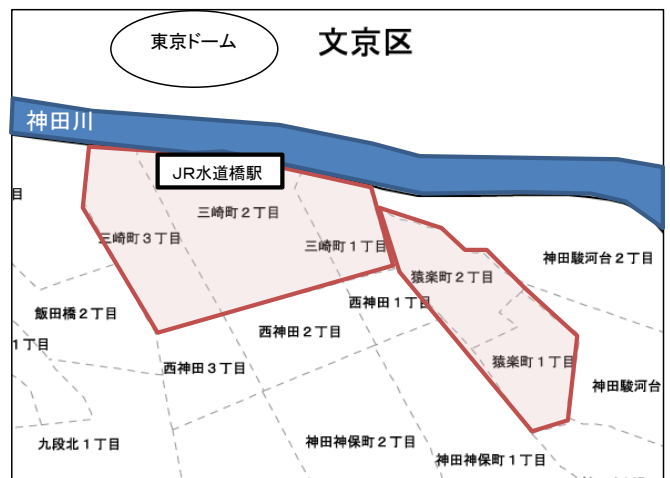 東京ドーム
文京区
神田川
JR水道橋駅
目
三崎町2丁目
三崎町3丁目
三崎町1丁目
神田駿河台2丁目
猿楽町2丁目
西神田1丁目
飯田橋2丁目
西神田2丁目
1丁目
西神田3丁目
猿楽町1丁目
神田駿河台
九段北1丁目
神田神保町2丁目
神田神保町1丁目